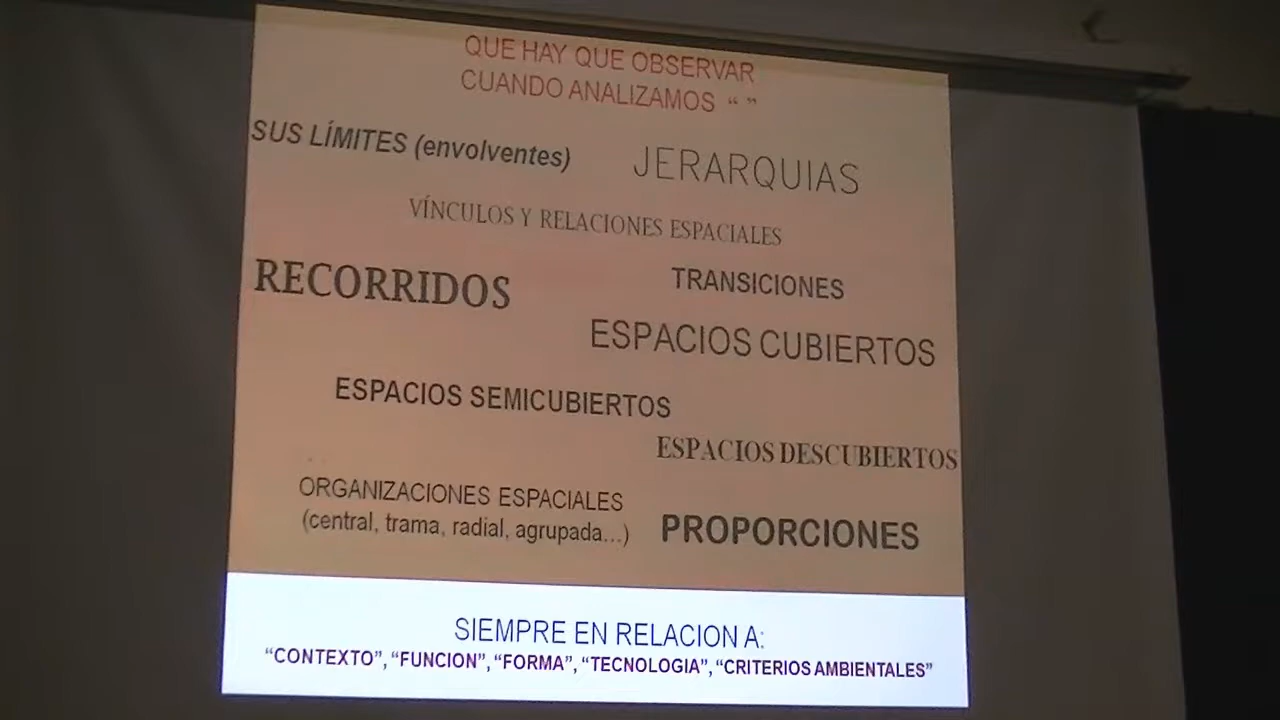 QUE HAY QUE OBSERVAR
CUANDO ANALIZAMOS “ ”
SUS LÍMITES (envolventes)
JERARQUIAS
VÍNCULOS Y RELACIONES ESPACIALES
RECORRIDOS
TRANSICIONES
ESPACIOS CUBIERTOS
ESPACIOS SEMICUBIERTOS
ESPACIOS DESCUBIERTOS
ORGANIZACIONES ESPACIALES
(central, trama, radial, agrupada...)
PROPORCIONES
SIEMPRE EN RELACION A:
“CONTEXTO”, “FUNCION”, “FORMA”, “TECNOLOGIA”, “CRITERIOS AMBIENTALES”